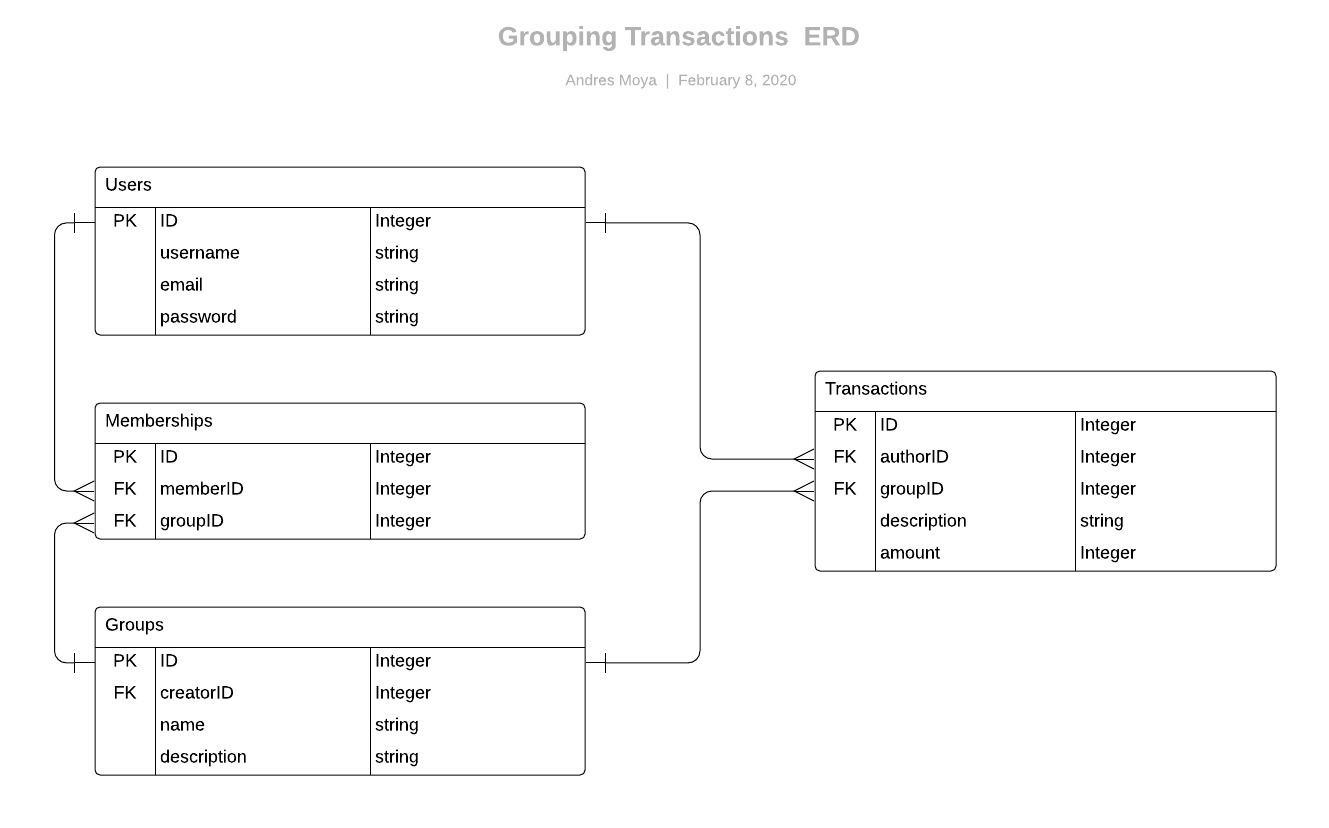 Grouping Transactions  ERD
Andres Moya  |  February 8, 2020
Users
PK ID Integer
username string
email string
password string
Memberships
PK ID Integer
FK memberID Integer
FK groupID Integer
Groups
PK ID Integer
FK creatorID Integer
name string
description string
Transactions
PK ID Integer
FK authorID Integer
FK groupID Integer
description string
amount Integer